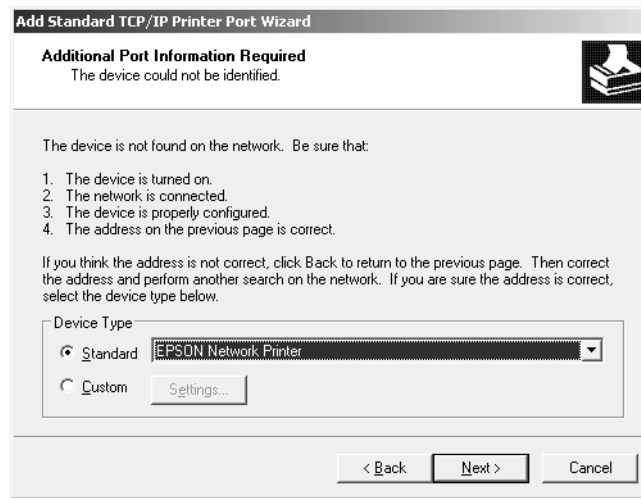 Add Standard TCP/IP Printer Port Wizard
Additional Port Information Required
The device could not be identified.
The device is not found on the network.  Be sure that:
1.  The device is turned on.
2.  The network is connected.
3.  The device is properly configured.
4.  The address on the previous page is correct.
If you think the address is not correct, click Back to return to the previous page.  Then correct
the address and perform another search on the network.  If you are sure the address is correct,
select the device type below.
Device Type
Standard EPSON Network Printer
Custom Settings...
< Back Next > Cancel